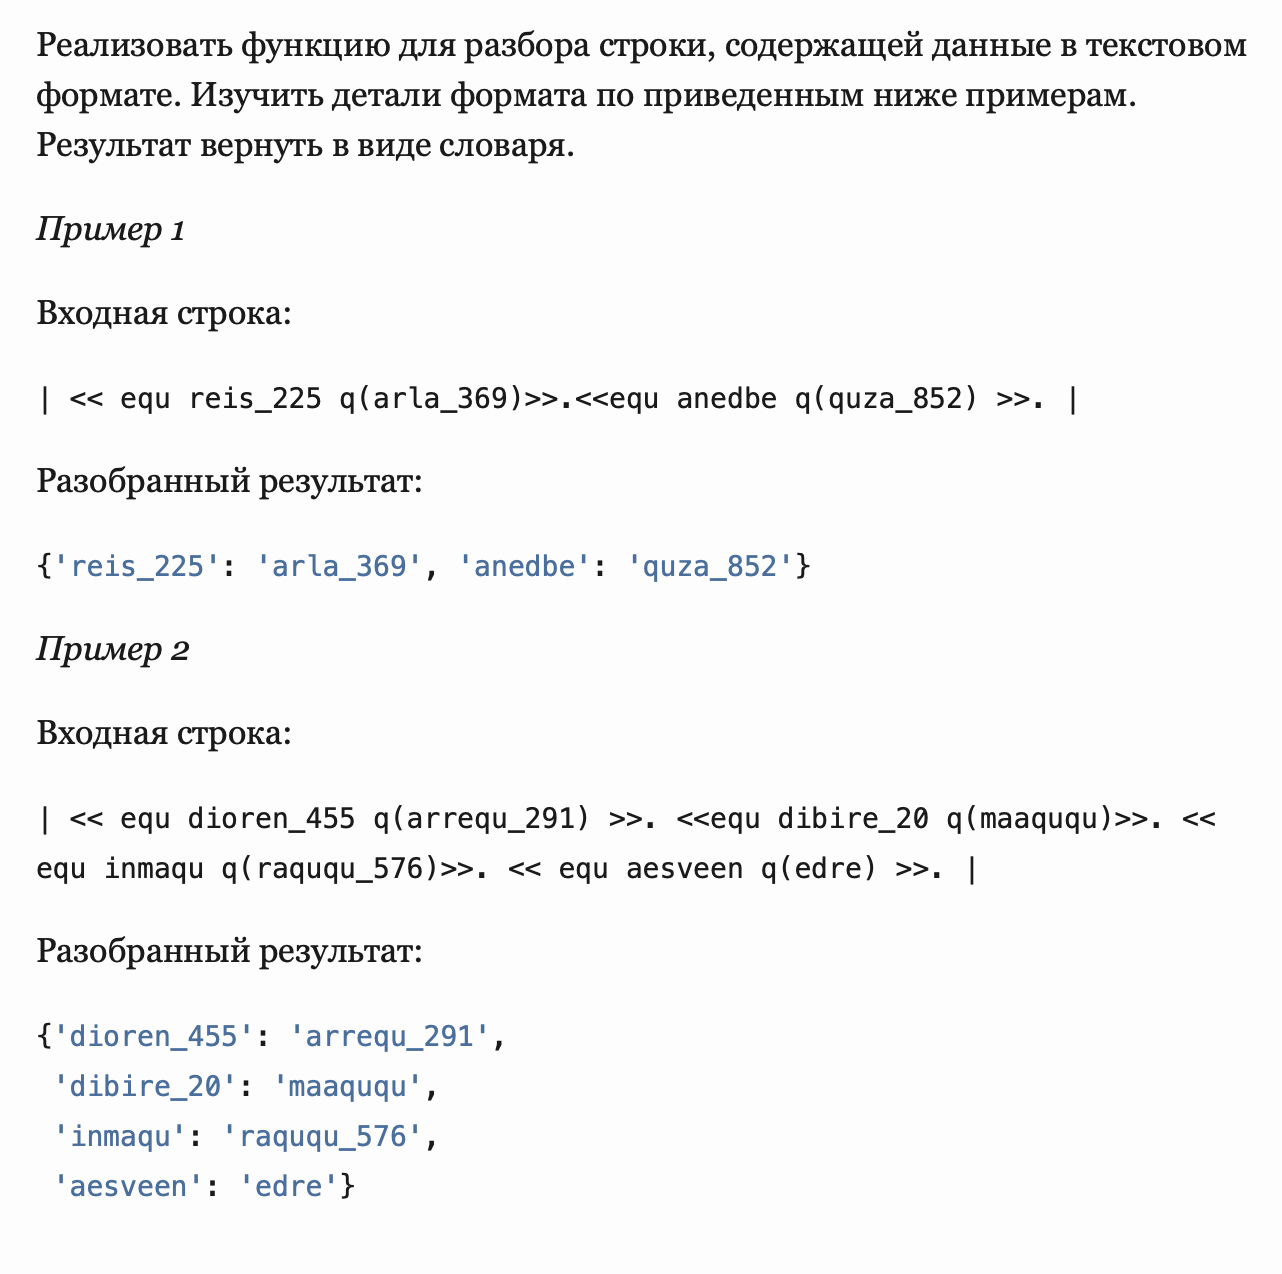 Реализовать функцию для разбора строки, содержащей данные в текстовом
формате. Изучить детали формата по приведенным ниже примерам.
Результат вернуть в виде словаря.
Пример 1
Входная строка:
| << equ reis_225 q(arla_369)>>.<<equ anedbe q(quza_852) >>. |
Разобранный результат:
{'reis_225': 'arla_369', 'anedbe': 'quza_852'}
Пример 2
Входная строка:
| << equ dioren_455 q(arrequ_291) >>. <<equ dibire_20 q(maaququ)>>. <<
equ inmaqu q(raququ_576)>>. << equ aesveen q(edre) >>. |
Разобранный результат:
{'dioren_455': 'arrequ_291',
 'dibire_20': 'maaququ',
 'inmaqu': 'raququ_576',
 'aesveen': 'edre'}